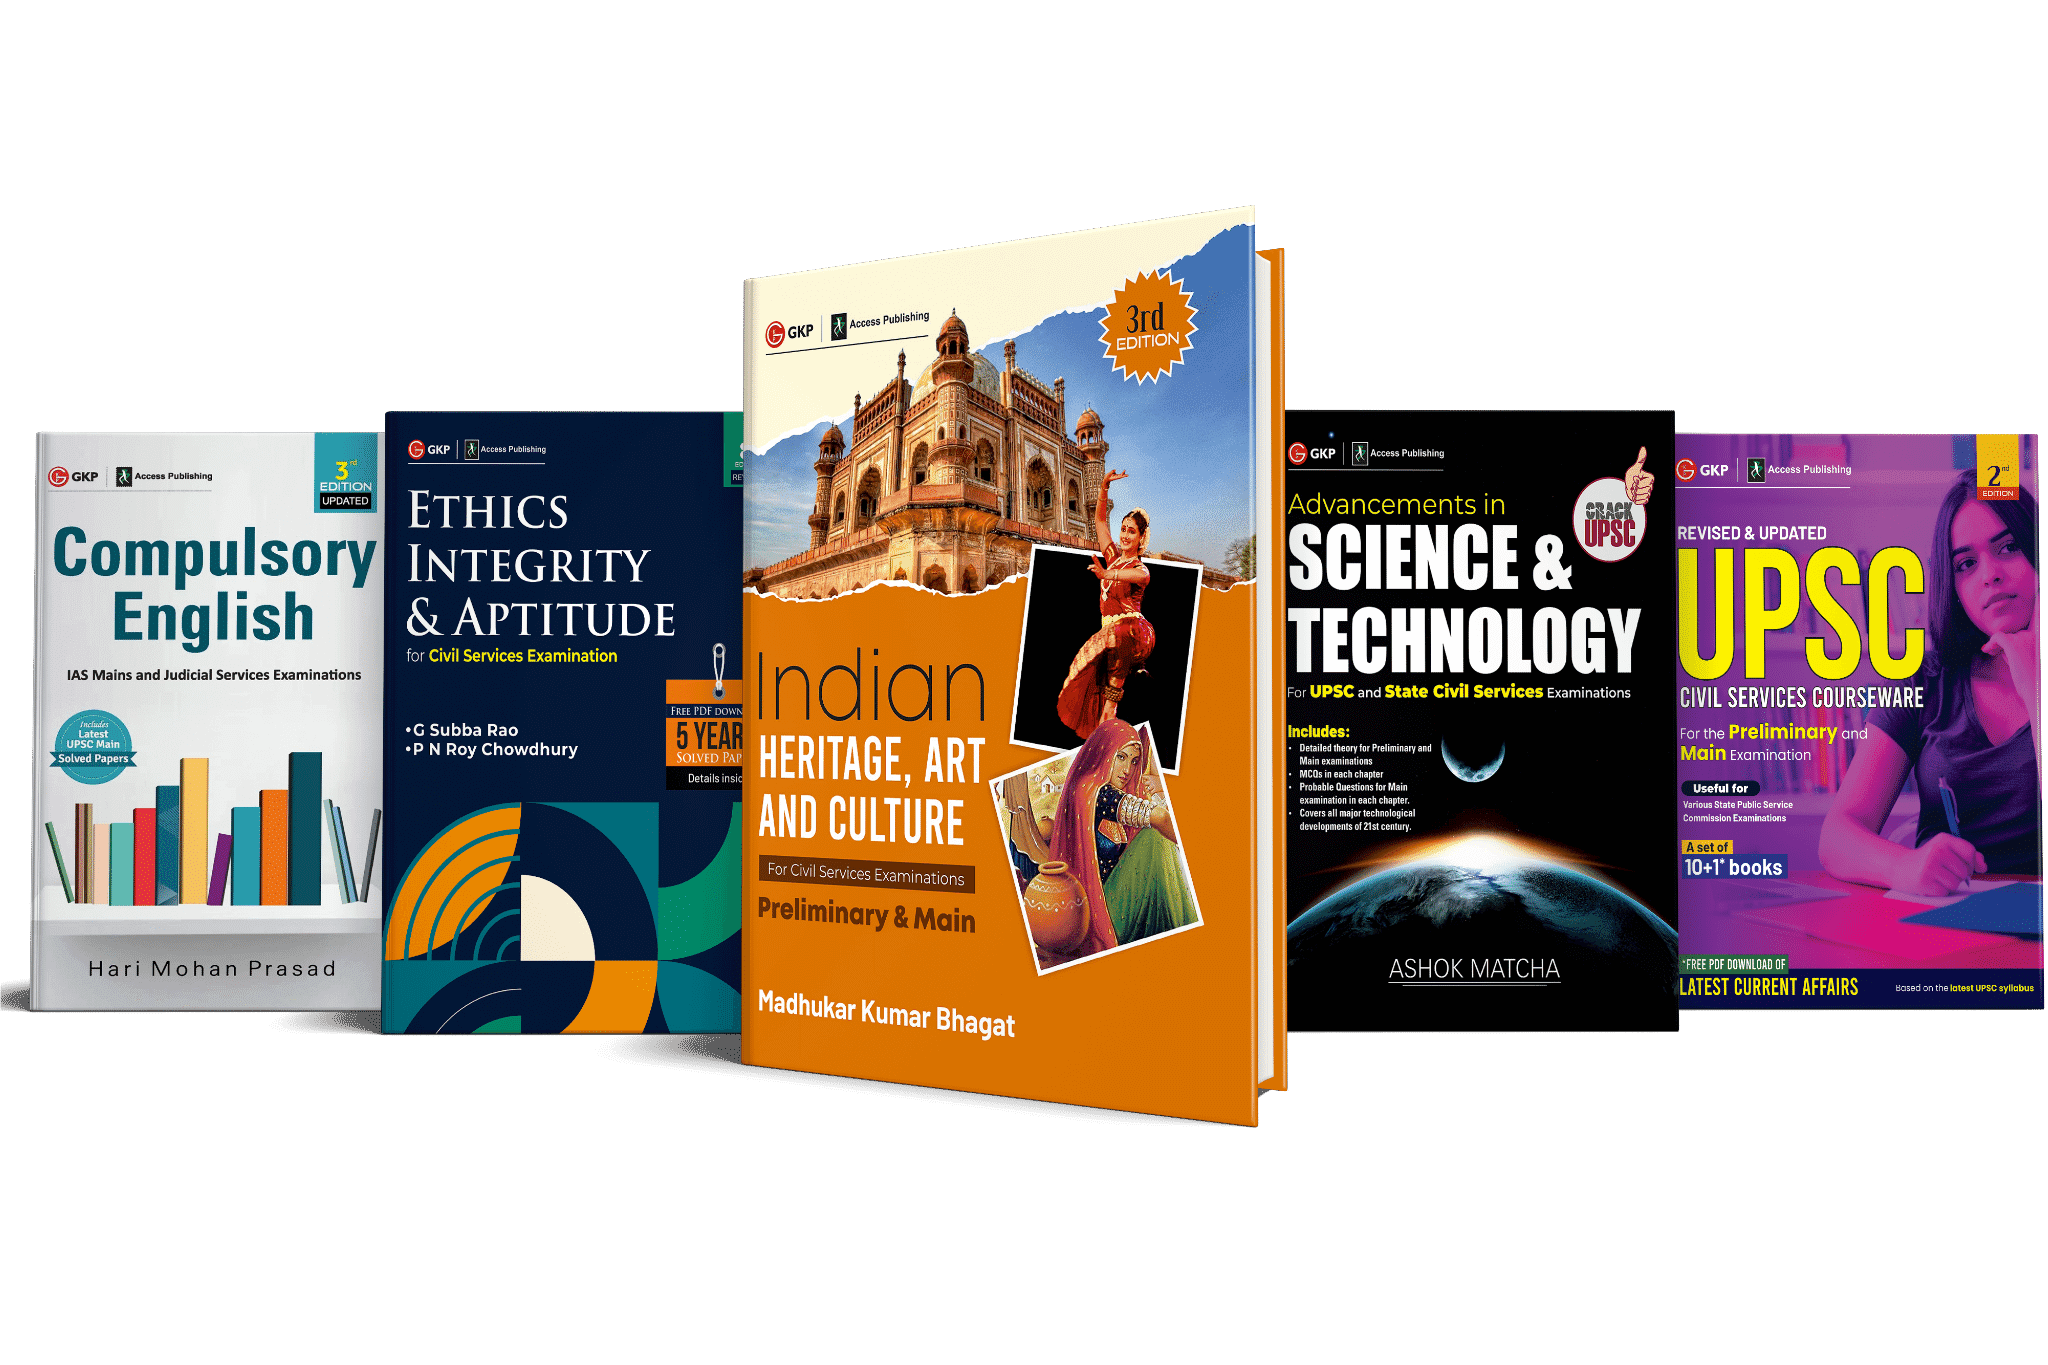 GKP
Access Publishing
3rd
EDITION
UPDATED
Compulsory
English
IAS Mains and Judicial Services Examinations
Includes
Latest
UPSC Main
Solved Papers
Hari Mohan Prasad
GKP
Access Publishing
ETHICS
INTEGRITY
& APTITUDE
for Civil Services Examination
•G Subba Rao
•P N Roy Chowdhury
FREE PDF
5 YEAR
SOLVED
Details
GKP
Access Publishing
3rd
EDITION
Indian
HERITAGE, ART
AND CULTURE
For Civil Services Examinations
Preliminary & Main
Madhukar Kumar Bhagat
GKP
Access Publishing
CRACK
UPSC
Advancements in
SCIENCE &
TECHNOLOGY
For UPSC and State Civil Services Examinations
Includes:
• Detailed theory for Preliminary and
Main examinations
• MCQs in each chapter
• Probable Questions for Main
examination in each chapter.
• Covers all major technological
developments of 21st century.
ASHOK MATCHA
GKP
Access Publishing
2nd
EDITION
REVISED & UPDATED
UPSC
CIVIL SERVICES COURSEWARE
For the Preliminary and
Main Examination
Useful for
Various State Public Service
Commission Examinations
A set of
10+1* books
*FREE PDF DOWNLOAD OF
LATEST CURRENT AFFAIRS
Based on the latest UPSC syllabus